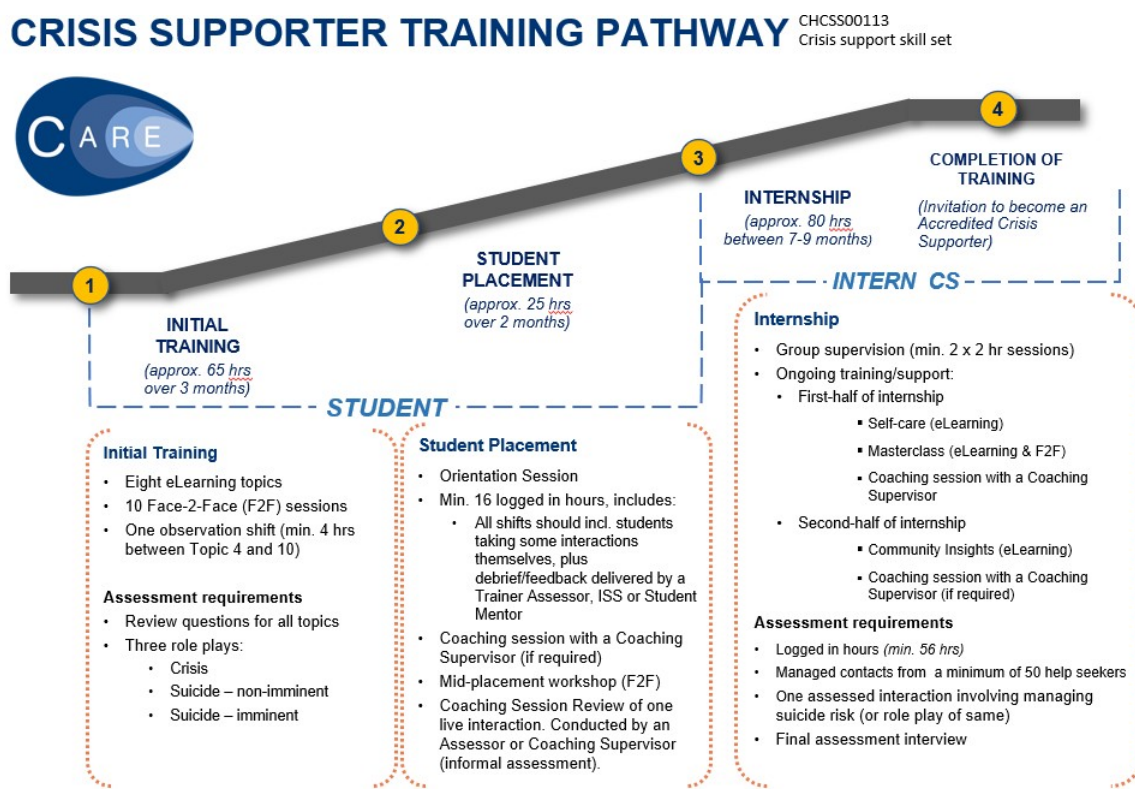 CRISIS SUPPORTER TRAINING PATHWAY
CHCSS00113
Crisis support skill set
CARE
1
2
3
4
INITIAL
TRAINING
(approx. 65 hrs
over 3 months)
STUDENT
PLACEMENT
(approx. 25 hrs
over 2 months)
INTERNSHIP
(approx. 80 hrs
between 7-9 months)
COMPLETION OF
TRAINING
(Invitation to become an
Accredited Crisis
Supporter)
STUDENT
INTERN CS
Initial Training
• Eight eLearning topics
• 10 Face-2-Face (F2F) sessions
• One observation shift (min. 4 hrs
between Topic 4 and 10)
Assessment requirements
• Review questions for all topics
• Three role plays:
• Crisis
• Suicide – non-imminent
• Suicide – imminent
Student Placement
• Orientation Session
• Min. 16 logged in hours, includes:
• All shifts should incl. students
taking some interactions
themselves, plus
debrief/feedback delivered by a
Trainer Assessor, ISS or Student
Mentor
• Coaching session with a Coaching
Supervisor (if required)
• Mid-placement workshop (F2F)
• Coaching Session Review of one
live interaction. Conducted by an
Assessor or Coaching Supervisor
(informal assessment).
Internship
• Group supervision (min. 2 x 2 hr sessions)
• Ongoing training/support:
• First-half of internship
▪ Self-care (eLearning)
▪ Masterclass (eLearning & F2F)
▪ Coaching session with a Coaching
Supervisor
• Second-half of internship
▪ Community Insights (eLearning)
▪ Coaching session with a Coaching
Supervisor (if required)
Assessment requirements
• Logged in hours (min. 56 hrs)
• Managed contacts from a minimum of 50 help seekers
• One assessed interaction involving managing
suicide risk (or role play of same)
• Final assessment interview